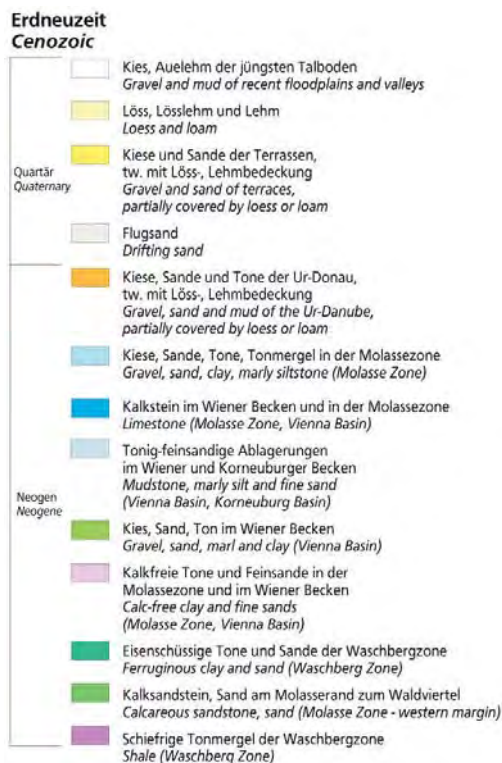 Erdneuzeit
Cenozoic
Quartär
Quaternary
Kies, Auelehm der jüngsten Talboden
Gravel and mud of recent floodplains and valleys
Löss, Lösslehm und Lehm
Loess and loam
Kiese und Sande der Terrassen,
tw. mit Löss-, Lehmbedeckung
Gravel and sand of terraces,
partially covered by loess or loam
Flugsand
Drifting sand
Neogen
Neogene
Kiese, Sande und Tone der Ur-Donau,
tw. mit Löss-, Lehmbedeckung
Gravel, sand and mud of the Ur-Danube,
partially covered by loess or loam
Kiese, Sande, Tone, Tonmergel in der Molassezone
Gravel, sand, clay, marly siltstone (Molasse Zone)
Kalkstein im Wiener Becken und in der Molassezone
Limestone (Molasse Zone, Vienna Basin)
Tonig-feinsandige Ablagerungen
im Wiener und Korneuburger Becken
Mudstone, marly silt and fine sand
(Vienna Basin, Korneuburg Basin)
Kies, Sand, Ton im Wiener Becken
Gravel, sand, marl and clay (Vienna Basin)
Kalkfreie Tone und Feinsande in der
Molassezone und im Wiener Becken
Calc-free clay and fine sands
(Molasse Zone, Vienna Basin)
Eisenschüssige Tone und Sande der Waschbergzone
Ferruginous clay and sand (Waschberg Zone)
Kalksandstein, Sand am Molasserand zum Waldviertel
Calcareous sandstone, sand (Molasse Zone - western margin)
Schiefrige Tonmergel der Waschbergzone
Shale (Waschberg Zone)